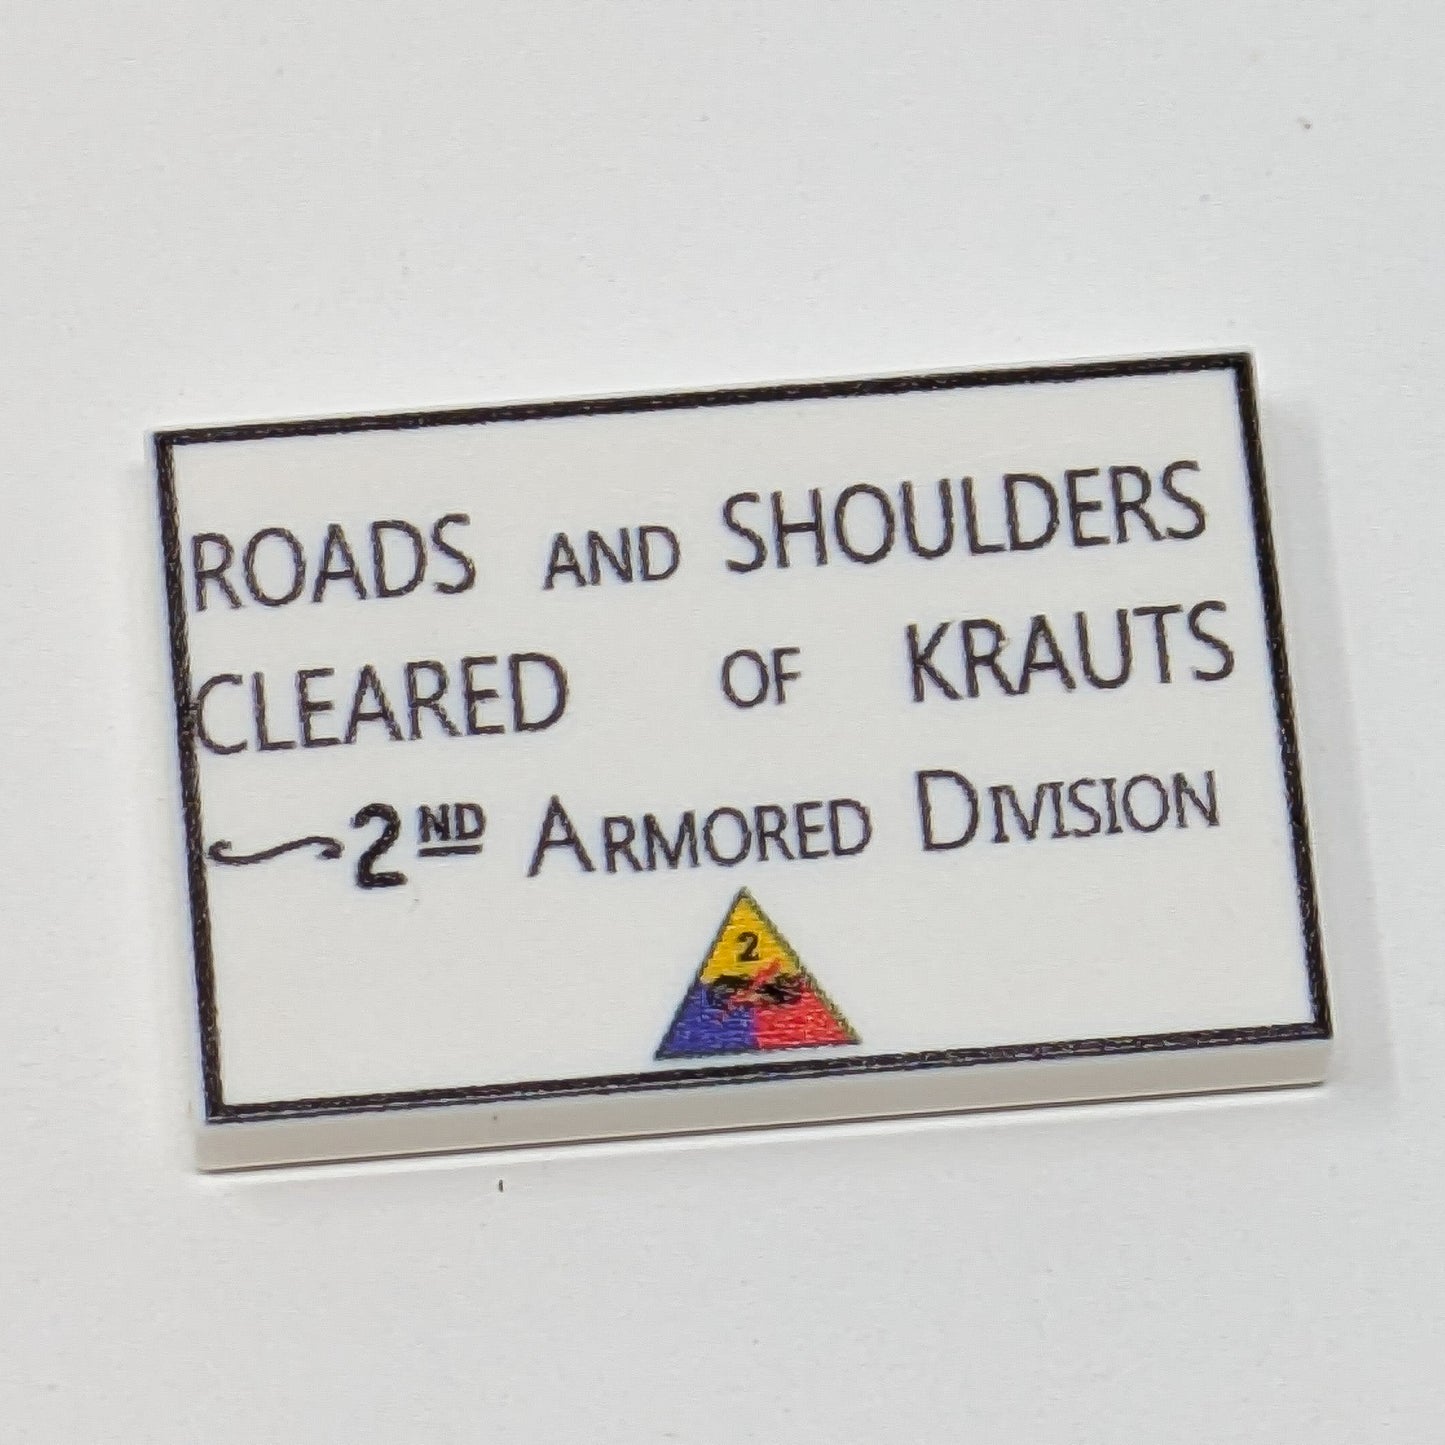 ROADS AND SHOULDERS
CLEARED OF KRAUTS
~2ND ARMORED DIVISION
2